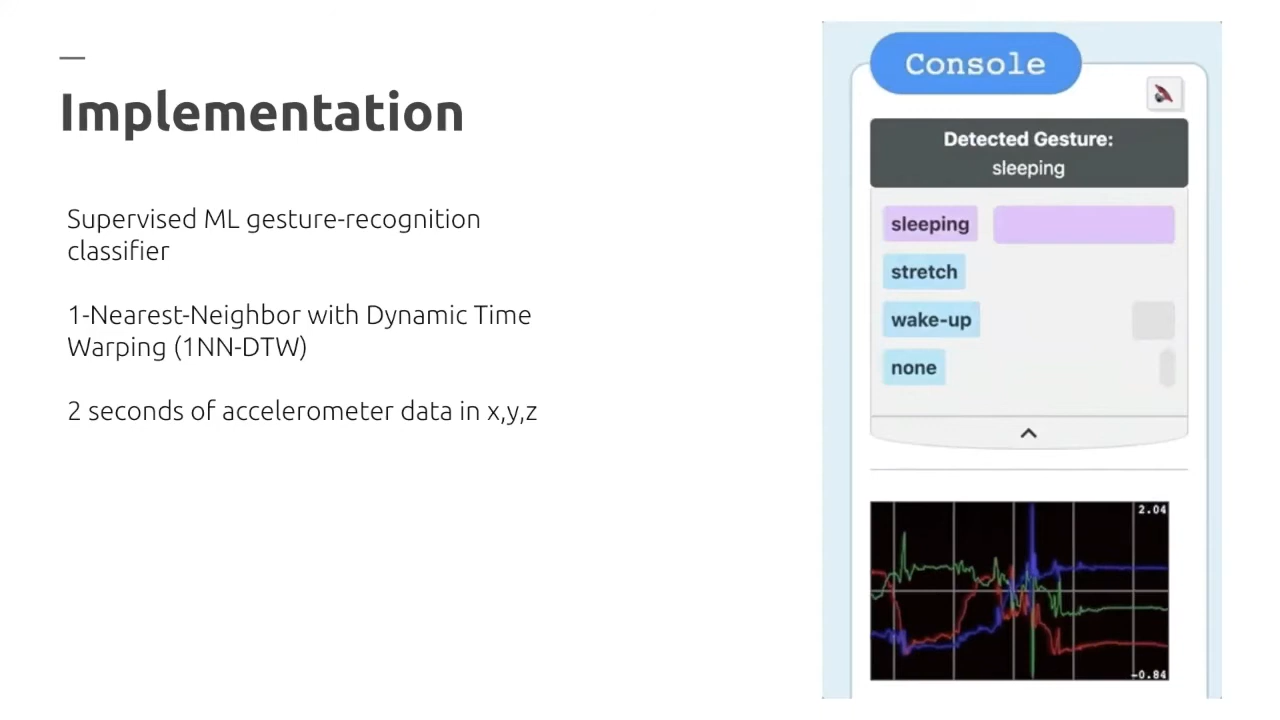 Implementation
Supervised ML gesture-recognition
classifier
1-Nearest-Neighbor with Dynamic Time
Warping (1NN-DTW)
2 seconds of accelerometer data in x,y,z
Console
Detected Gesture:
sleeping
sleeping
stretch
wake-up
none
2.04
-0.84